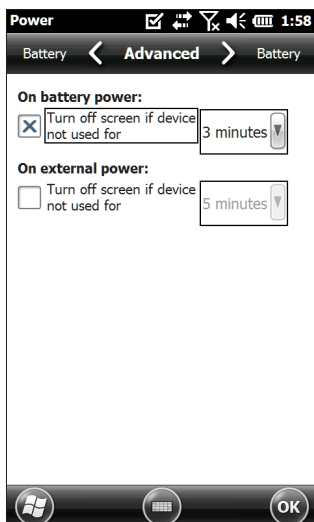 Power 1:58
Battery Advanced Battery
On battery power:
Turn off screen if device
not used for
3 minutes
On external power:
Turn off screen if device
not used for
5 minutes
OK